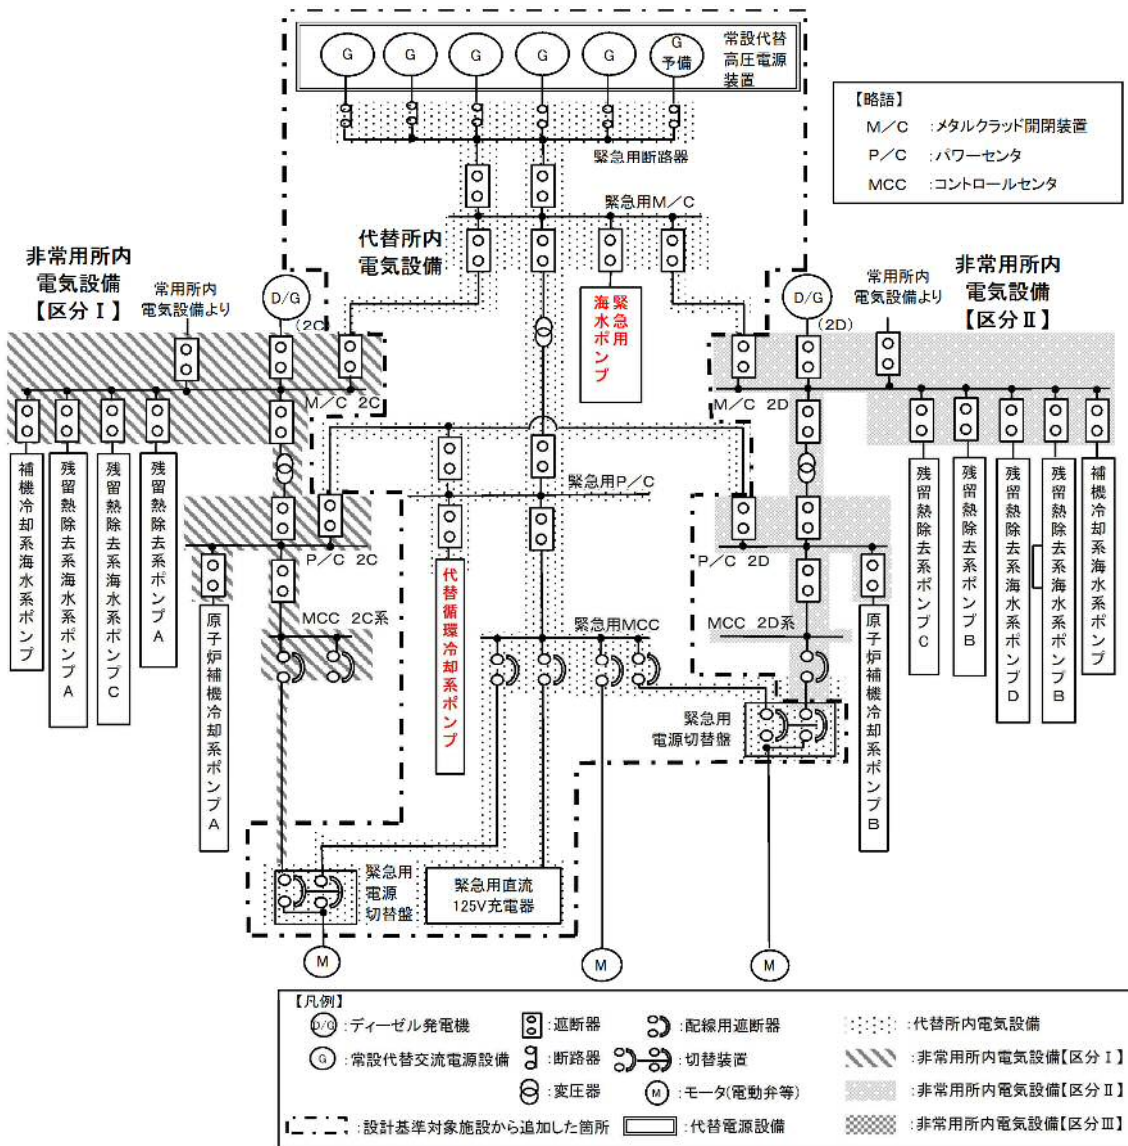 G
G
G
G
G
G
予備
常設代替
高圧電源
装置
【略語】
M／C :メタルクラッド開閉装置
P／C :パワーセンタ
MCC :コントロールセンタ
緊急用断路器
緊急用M／C
代替所内
電気設備
非常用所内
電気設備
【区分Ⅰ】
常用所内
電気設備より
D/G
(2C)
緊急用
海水ポンプ
D/G
(2D)
常用所内
電気設備より
非常用所内
電気設備
【区分Ⅱ】
M／C 2C
M／C 2D
補機冷却系海水系ポンプ
残留熱除去系海水系ポンプA
残留熱除去系海水系ポンプC
残留熱除去系ポンプA
緊急用P／C
残留熱除去系ポンプC
残留熱除去系ポンプB
残留熱除去系海水系ポンプD
残留熱除去系海水系ポンプB
補機冷却系海水系ポンプ
P／C 2C
P／C 2D
原子炉補機冷却系ポンプA
代替循環冷却系ポンプ
原子炉補機冷却系ポンプB
MCC 2C系
緊急用MCC
MCC 2D系
緊急用
電源切替盤
緊急用
電源
切替盤
緊急用直流
125V充電器
M
M
M
【凡例】
D/G :ディーゼル発電機
:遮断器
:配線用遮断器
:代替所内電気設備
G :常設代替交流電源設備
:断路器
:切替装置
:非常用所内電気設備【区分Ⅰ】
:変圧器
M :モータ(電動弁等)
:非常用所内電気設備【区分Ⅱ】
:設計基準対象施設から追加した箇所
:代替電源設備
:非常用所内電気設備【区分Ⅲ】